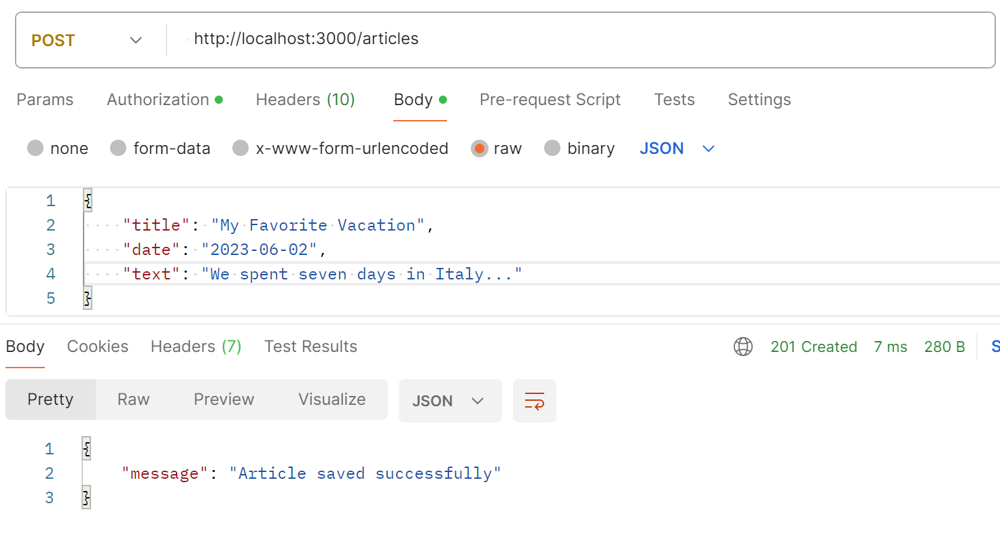 POST http://localhost:3000/articles
Params Authorization Headers (10) Body Pre-request Script Tests Settings
none form-data x-www-form-urlencoded raw binary JSON
1 {
2 "title": "My Favorite Vacation",
3 "date": "2023-06-02",
4 "text": "We spent seven days in Italy..."
5 }
Body Cookies Headers (7) Test Results 201 Created 7 ms 280 B S
Pretty Raw Preview Visualize JSON
1 {
2 "message": "Article saved successfully"
3 }